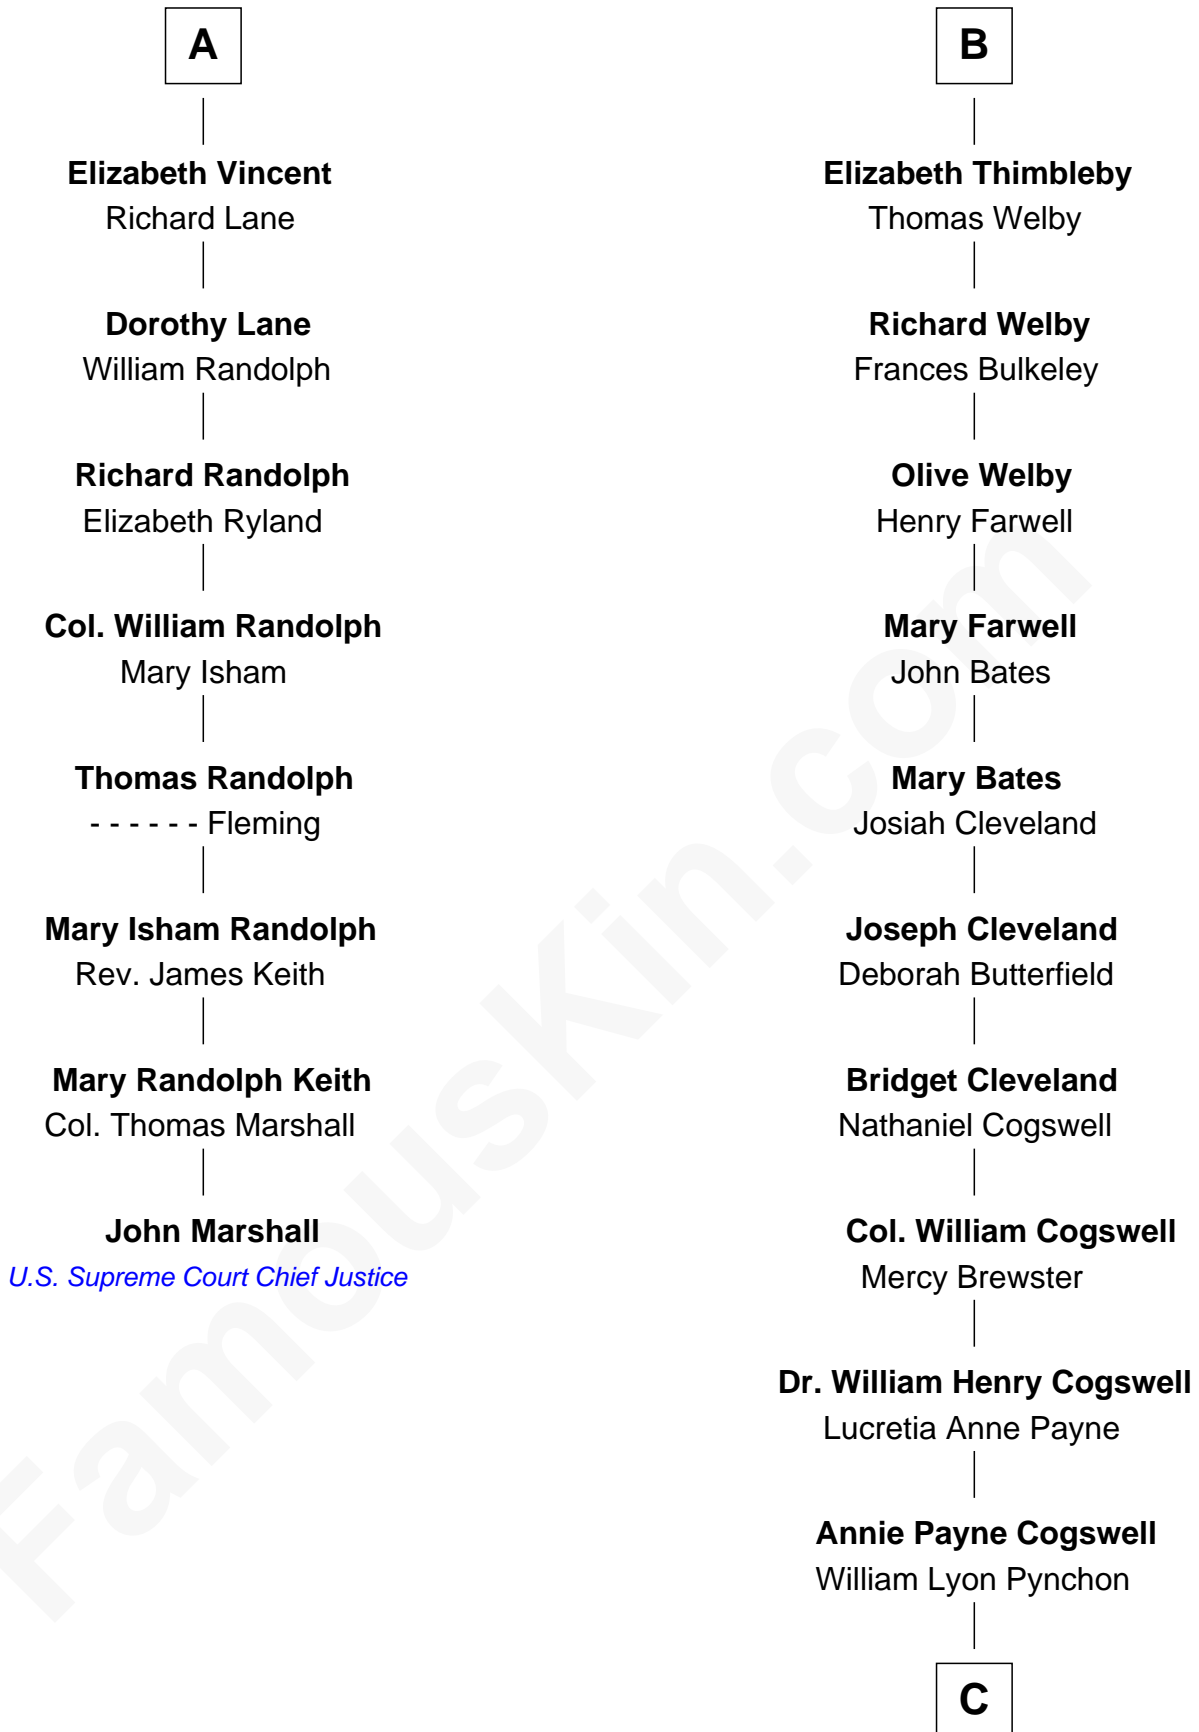 A
Elizabeth Vincent
Richard Lane
Dorothy Lane
William Randolph
Richard Randolph
Elizabeth Ryland
Col. William Randolph
Mary Isham
Thomas Randolph
- - - - - - Fleming
Mary Isham Randolph
Rev. James Keith
Mary Randolph Keith
Col. Thomas Marshall
John Marshall
U.S. Supreme Court Chief Justice
B
Elizabeth Thimbleby
Thomas Welby
Richard Welby
Frances Bulkeley
Olive Welby
Henry Farwell
Mary Farwell
John Bates
Mary Bates
Josiah Cleveland
Joseph Cleveland
Deborah Butterfield
Bridget Cleveland
Nathaniel Cogswell
Col. William Cogswell
Mercy Brewster
Dr. William Henry Cogswell
Lucretia Anne Payne
Annie Payne Cogswell
William Lyon Pynchon
C
FamousKin.com